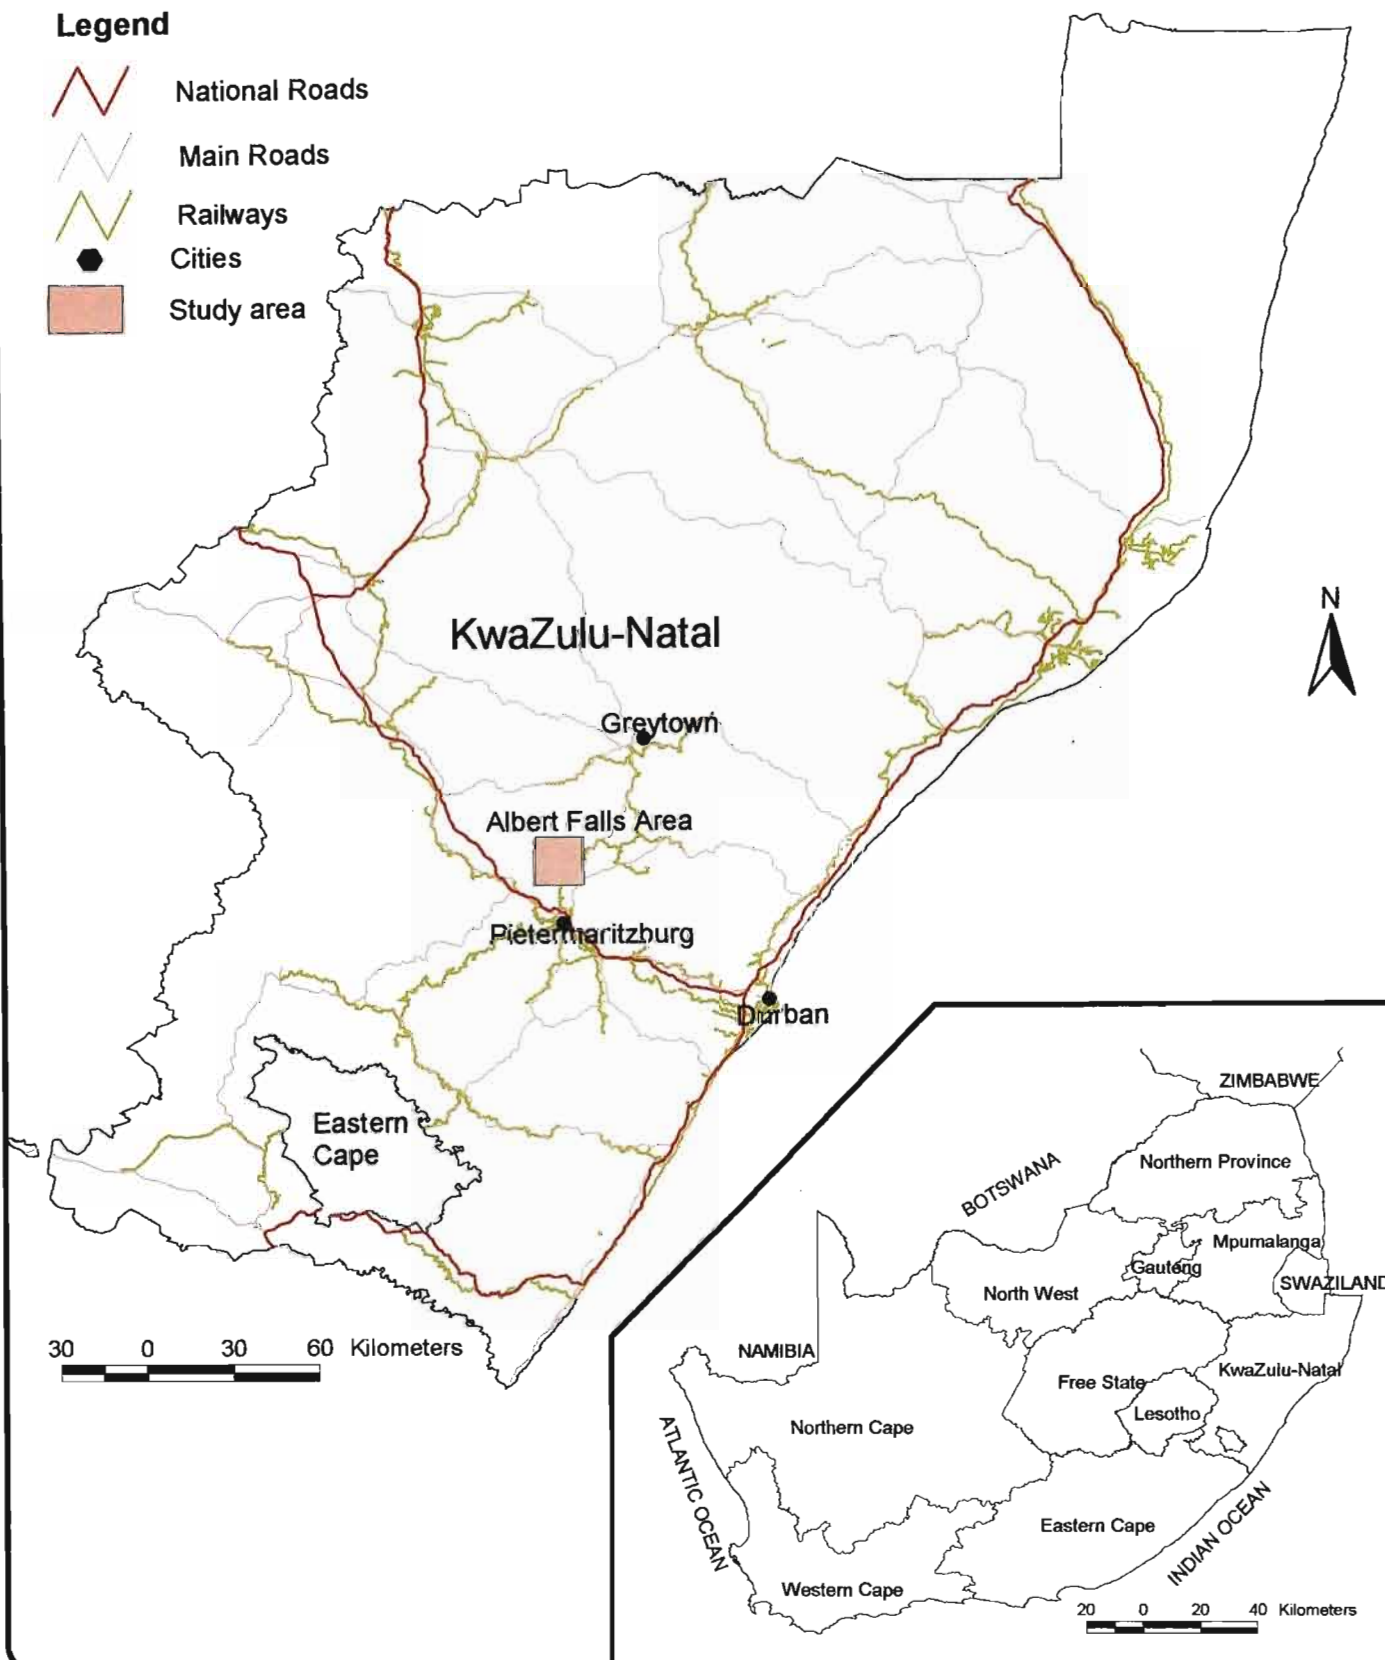 Legend
National Roads
Main Roads
Railways
Cities
Study area
KwaZulu-Natal
N
Greytown
Albert Falls Area
Pietermaritzburg
Durban
Eastern
Cape
30 0 30 60 Kilometers
ZIMBABWE
Northern Province
BOTSWANA
Mpumalanga
Gauteng
SWAZILAND
North West
NAMIBIA
KwaZulu-Natal
Free State
Lesotho
Northern Cape
ATLANTIC OCEAN
Eastern Cape
INDIAN OCEAN
Western Cape
20 0 20 40 Kilometers